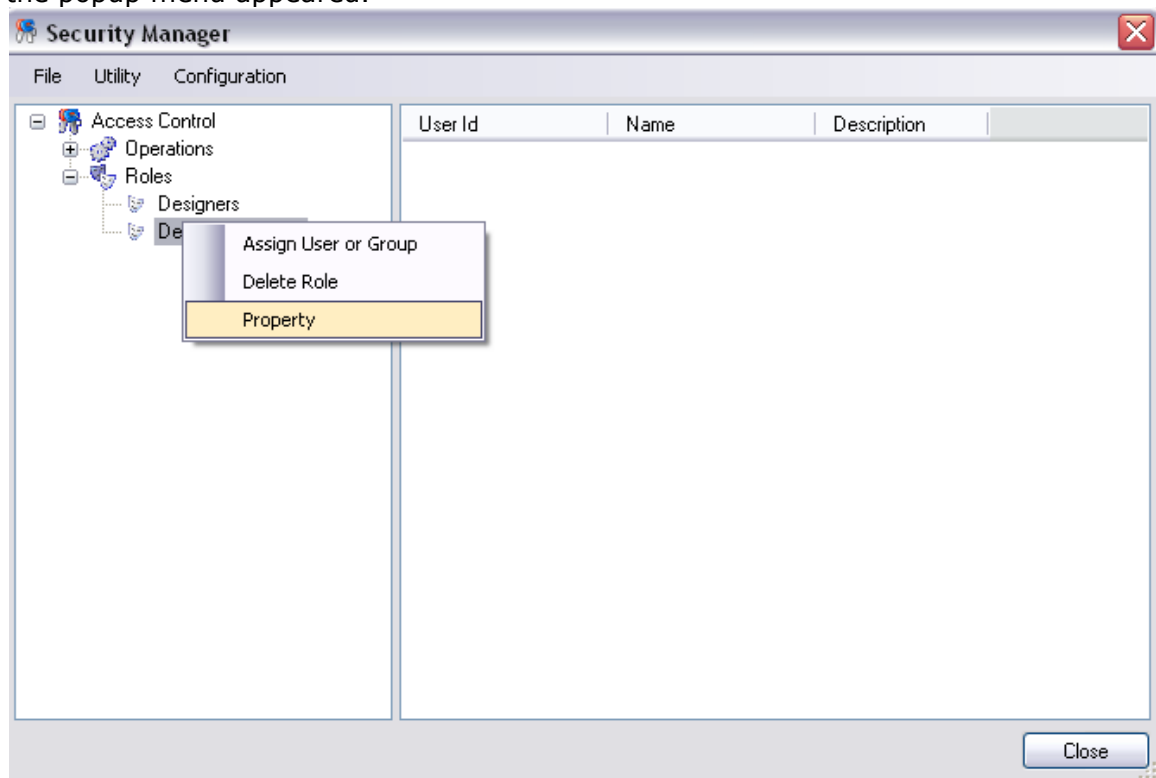 the popup menu appeared.
Security Manager
File Utility Configuration
Access Control
Operations
Roles
Designers
De
Assign User or Group
Delete Role
Property
User Id Name Description
Close